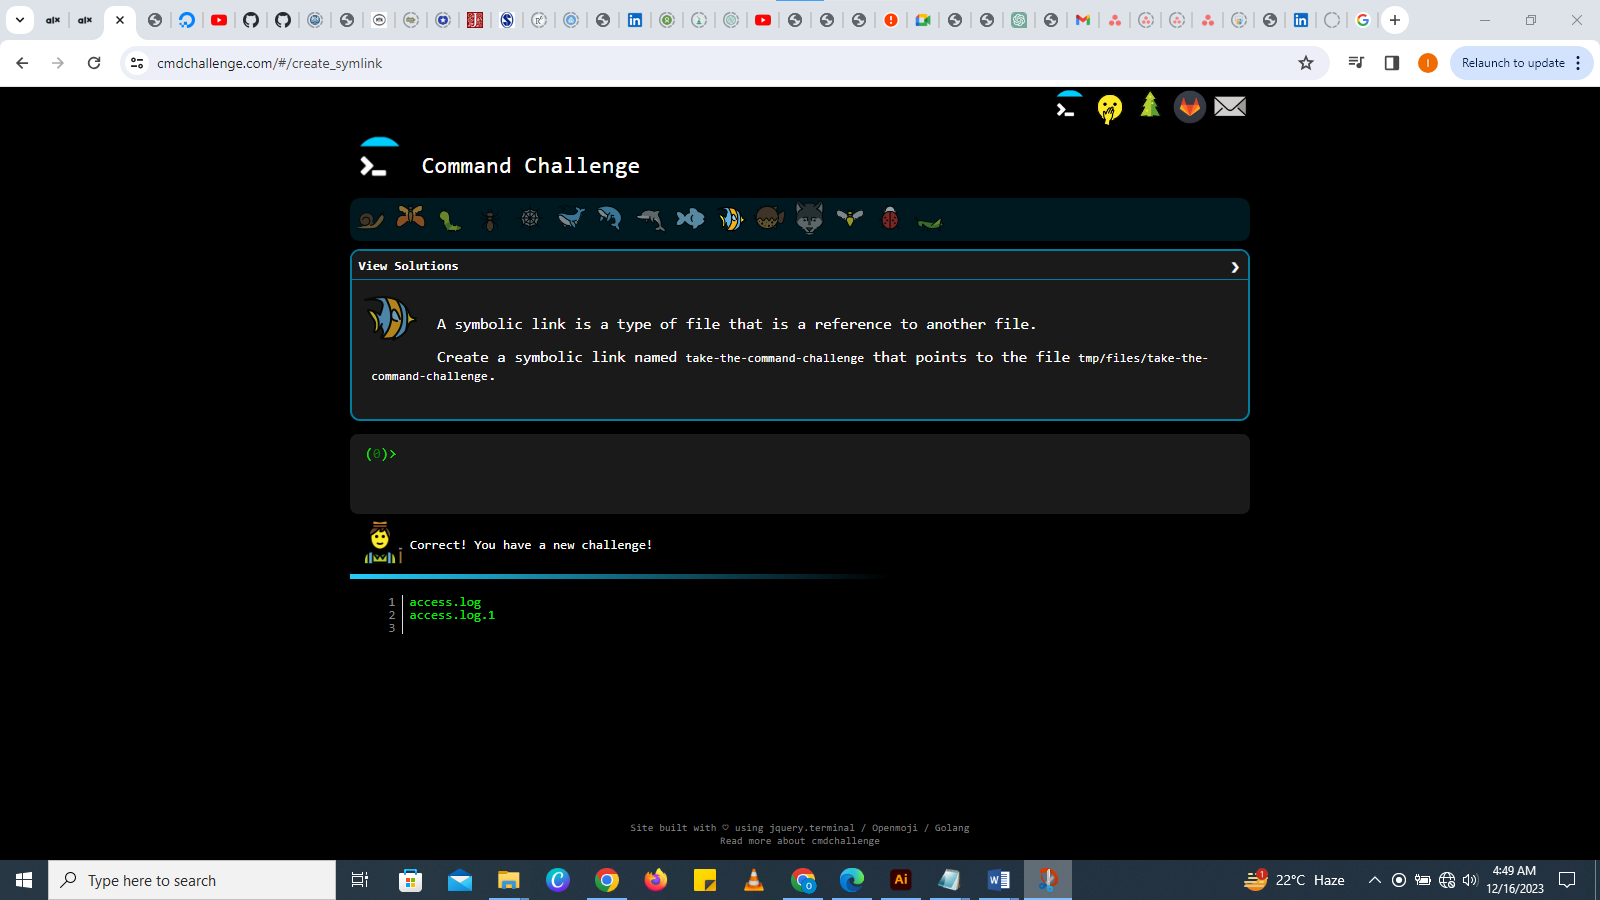 cmdchallenge.com/#/create_symlink
Relaunch to update
Command Challenge
View Solutions
A symbolic link is a type of file that is a reference to another file.
Create a symbolic link named take-the-command-challenge that points to the file tmp/files/take-the-
command-challenge.
(0)>
Correct! You have a new challenge!
1 access.log
2 access.log.1
3
Site built with ♡ using jquery.terminal / Openmoji / Golang
Read more about cmdchallenge
Type here to search
22°C Haze
4:49 AM
12/16/2023